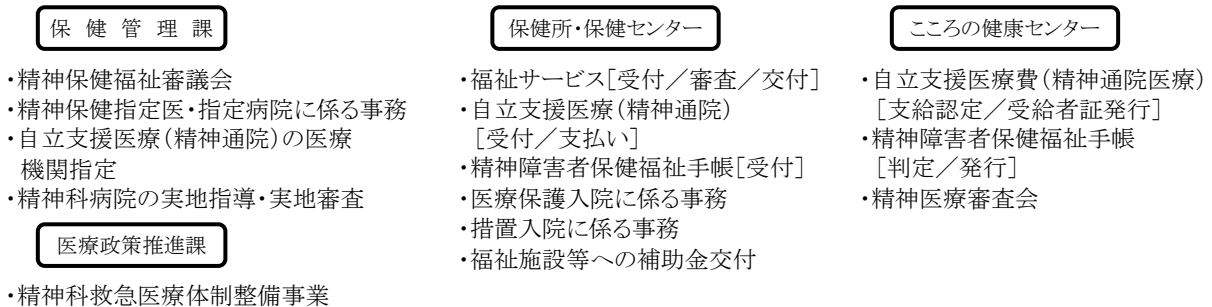 保健管理課
・精神保健福祉審議会
・精神保健指定医・指定病院に係る事務
・自立支援医療(精神通院)の医療
機関指定
・精神科病院の実地指導・実地審査
医療政策推進課
・精神科救急医療体制整備事業
保健所・保健センター
・福祉サービス[受付/審査/交付]
・自立支援医療(精神通院)
[受付/支払い]
・精神障害者保健福祉手帳[受付]
・医療保護入院に係る事務
・措置入院に係る事務
・福祉施設等への補助金交付
こころの健康センター
・自立支援医療費(精神通院医療)
[支給認定/受給者証発行]
・精神障害者保健福祉手帳
[判定/発行]
・精神医療審査会